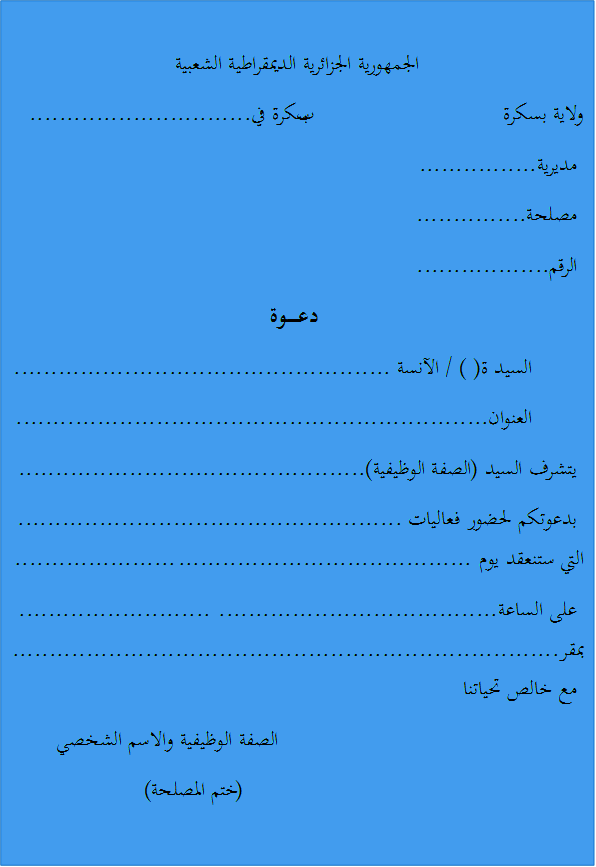 الجمهورية الجزائرية الديمقراطية الشعبية
ولاية بسكرة بسكرة في..............................
مديرية................
مصلحة...............
الرقم..................
دعــوة
السيد ة( ) / الآنسة ...................................................
العنوان................................................................
يتشرف السيد (الصفة الوظيفية)...............................................
بدعوتكم لحضور فعاليات ....................................................
التي ستنعقد يوم ........................................ ......................
على الساعة...................................... ..........................
بمقر..........................................................................
مع خالص تحياتنا
الصفة الوظيفية والاسم الشخصي
(ختم المصلحة)